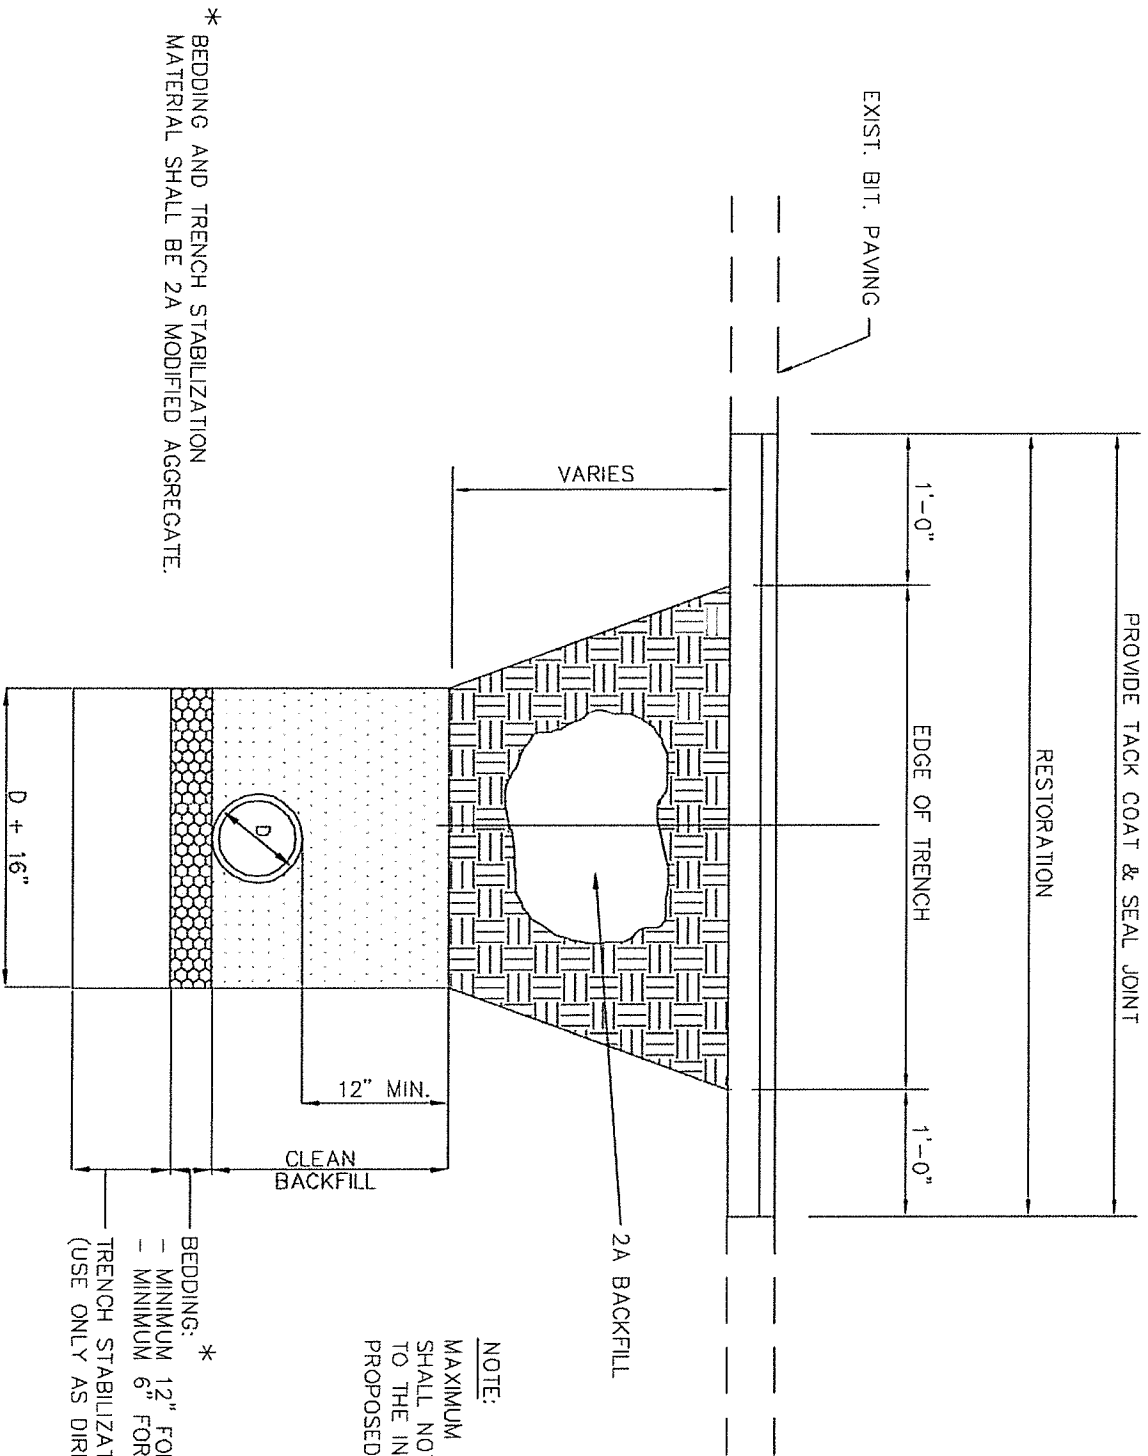 PROVIDE TACK COAT & SEAL JOINT
RESTORATION
1'-0"
EDGE OF TRENCH
1'-0"
EXIST. BIT. PAVING
VARIES
2A BACKFILL
NOTE:
MAXIMUM
SHALL NO
TO THE IN
PROPOSED
12" MIN.
CLEAN
BACKFILL
D
BEDDING: *
- MINIMUM 12" FO
- MINIMUM 6" FOR
TRENCH STABILIZAT
(USE ONLY AS DIR
D + 16"
* BEDDING AND TRENCH STABILIZATION
MATERIAL SHALL BE 2A MODIFIED AGGREGATE.